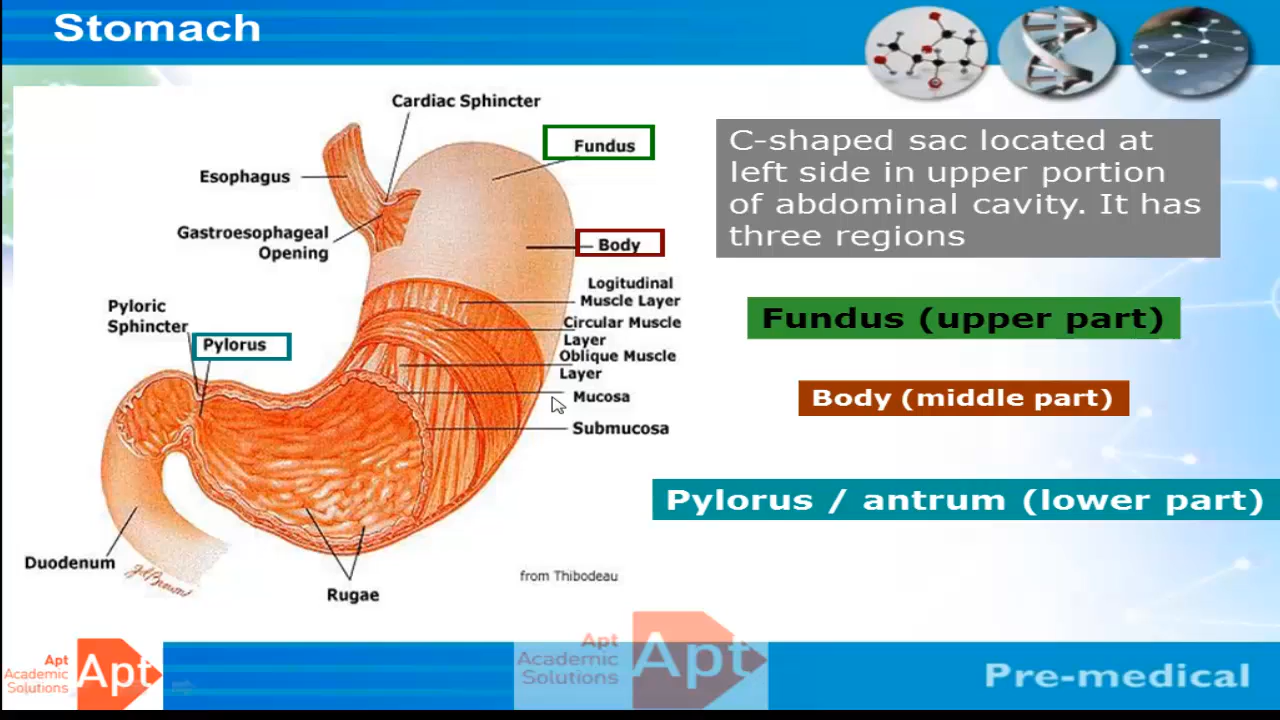 Stomach
Cardiac Sphincter
Fundus
Esophagus
Gastroesophageal
Opening
Body
Logitudinal
Muscle Layer
Pyloric
Sphincter
Circular Muscle
Layer
Pylorus
Oblique Muscle
Layer
Mucosa
Submucosa
Duodenum
from Thibodeau
Rugae
C-shaped sac located at
left side in upper portion
of abdominal cavity. It has
three regions
Fundus (upper part)
Body (middle part)
Pylorus / antrum (lower part)
Apt
Academic
Solutions
Apt
Apt
Academic
Solutions
Apt
Pre-medical